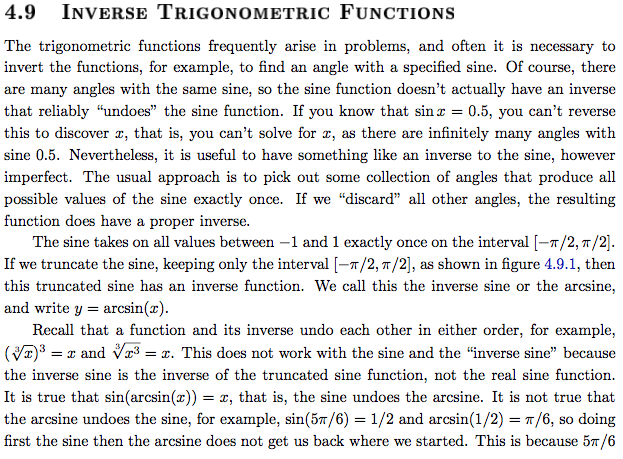 4.9 Inverse Trigonometric Functions
The trigonometric functions frequently arise in problems, and often it is necessary to
invert the functions, for example, to find an angle with a specified sine. Of course, there
are many angles with the same sine, so the sine function doesn't actually have an inverse
that reliably “undoes” the sine function. If you know that sin x = 0.5, you can't reverse
this to discover x, that is, you can't solve for x, as there are infinitely many angles with
sine 0.5. Nevertheless, it is useful to have something like an inverse to the sine, however
imperfect. The usual approach is to pick out some collection of angles that produce all
possible values of the sine exactly once. If we “discard” all other angles, the resulting
function does have a proper inverse.
The sine takes on all values between −1 and 1 exactly once on the interval [−π/2, π/2].
If we truncate the sine, keeping only the interval [−π/2, π/2], as shown in figure 4.9.1, then
this truncated sine has an inverse function. We call this the inverse sine or the arcsine,
and write y = arcsin(x).
Recall that a function and its inverse undo each other in either order, for example,
(∛x)³ = x and ∛x³ = x. This does not work with the sine and the “inverse sine” because
the inverse sine is the inverse of the truncated sine function, not the real sine function.
It is true that sin(arcsin(x)) = x, that is, the sine undoes the arcsine. It is not true that
the arcsine undoes the sine, for example, sin(5π/6) = 1/2 and arcsin(1/2) = π/6, so doing
first the sine then the arcsine does not get us back where we started. This is because 5π/6